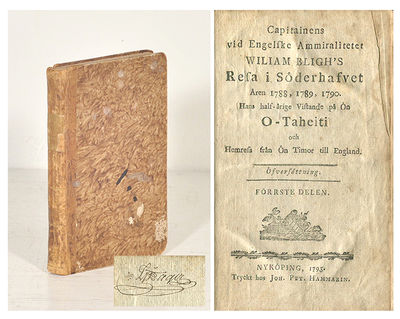 Capitainens
vid Engelske Ammiralitetet
WILIAM BLIGH'S
Resa i Söderhafvet
Åren 1788, 1789, 1790.
Hans half-årige Vistande på Ön
O-Taheiti
och
Hemresa från Ön Timor till England.
Öfversättning.
FÖRRSTE DELEN.
NYKÖPING, 1795.
Tryckt hos JOH. PET. HAMMARIN.